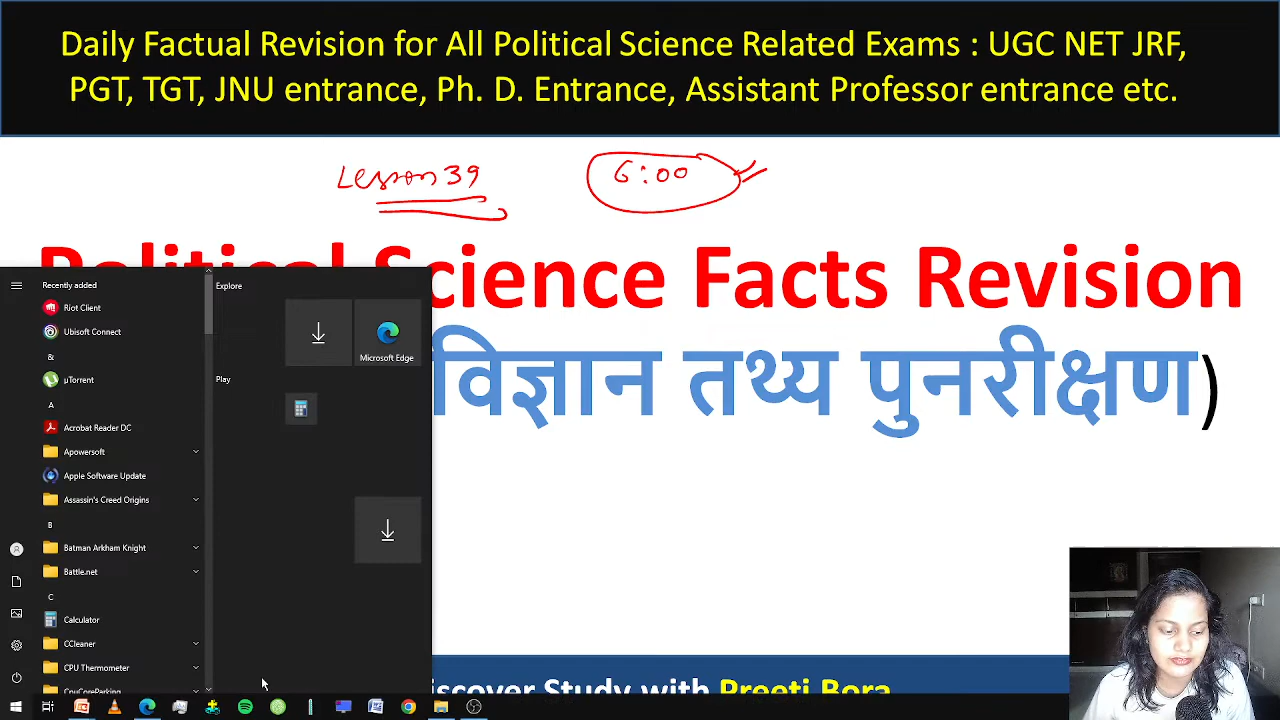 Daily Factual Revision for All Political Science Related Exams : UGC NET JRF,
PGT, TGT, JNU entrance, Ph. D. Entrance, Assistant Professor entrance etc.
Lesson 39
6:00
Political Science Facts Revision
विज्ञान तथ्य पुनरीक्षण)
Recently added
Riot Client
Ubisoft Connect
&
µTorrent
A
Acrobat Reader DC
Apowersoft
Apple Software Update
Assassin's Creed Origins
B
Batman Arkham Knight
Battle.net
C
Calculator
CCleaner
CPU Thermometer
CpuCoreParking
Explore
Microsoft Edge
Play
iscover Study with Preeti Bora